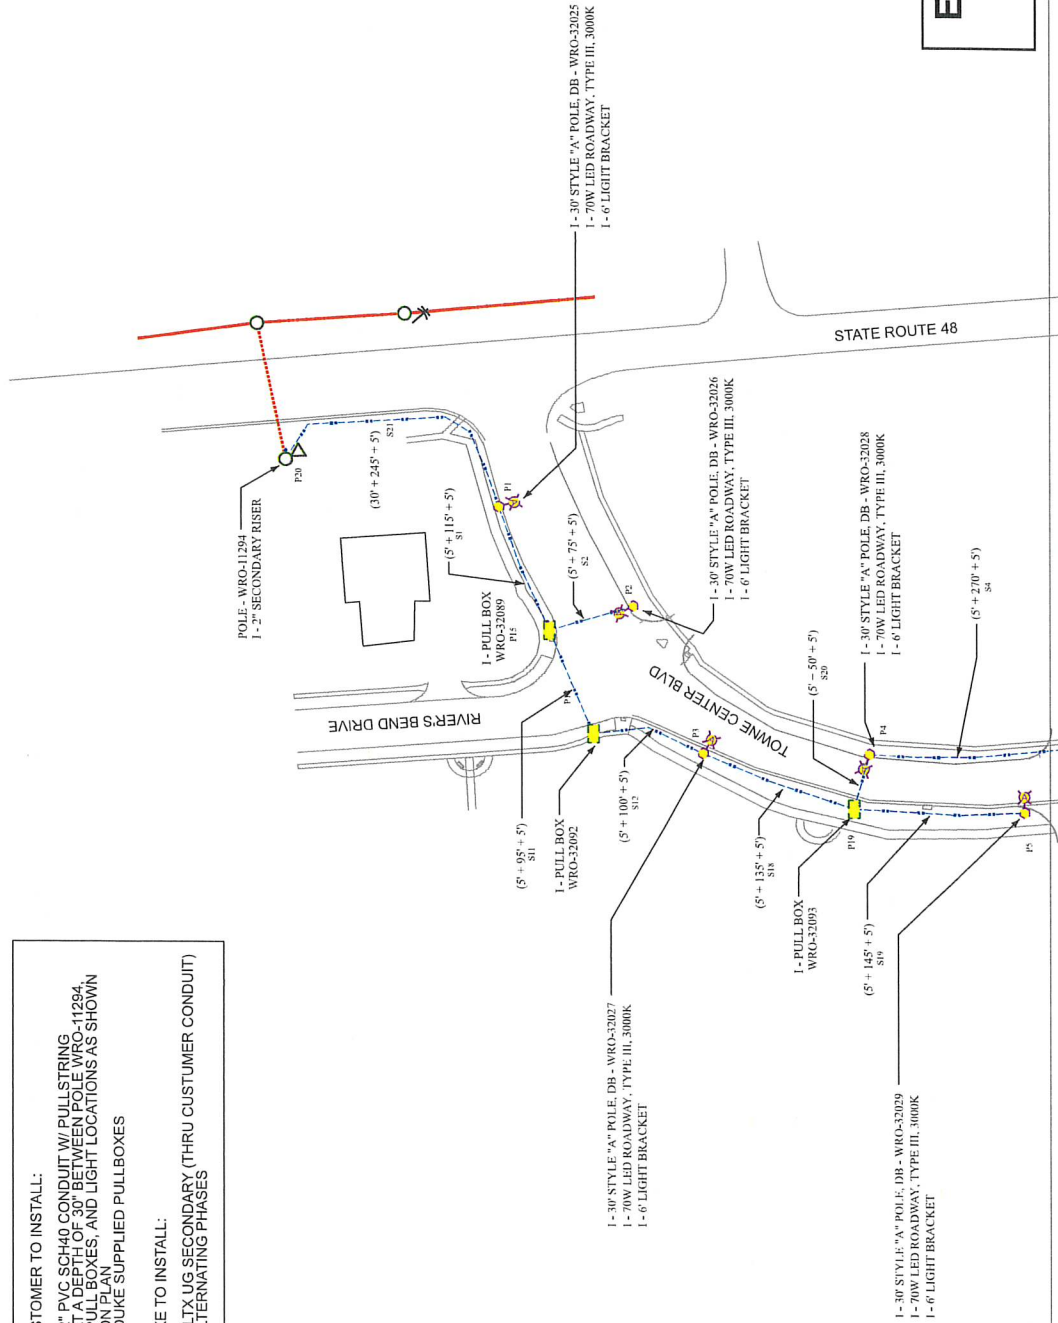 STOMER TO INSTALL:
" PVC SCH40 CONDUIT W/ PULLSTRING
AT A DEPTH OF 30" BETWEEN POLE WRO-11294,
PULL BOXES, AND LIGHT LOCATIONS AS SHOWN
ON PLAN
DUKE SUPPLIED PULLBOXES
KE TO INSTALL:
LTX UG SECONDARY (THRU CUSTUMER CONDUIT)
LTERNATING PHASES
POLE - WRO-11294
1 - 2" SECONDARY RISER
P20
(30' + 245' + 5')
S21
(5' + 115' + 5')
S1
P1
1 - 30' STYLE "A" POLE, DB - WRO-32025
1 - 70W LED ROADWAY, TYPE III, 3000K
1 - 6' LIGHT BRACKET
E
STATE ROUTE 48
1 - PULL BOX
WRO-32089
P15
(5' + 75' + 5')
S2
P2
1 - 30' STYLE "A" POLE, DB - WRO-32026
1 - 70W LED ROADWAY, TYPE III, 3000K
1 - 6' LIGHT BRACKET
RIVER'S BEND DRIVE
TOWNE CENTER BLVD
(5' + 95' + 5')
S11
1 - PULL BOX
WRO-32092
(5' + 100' + 5')
S12
P3
1 - 30' STYLE "A" POLE, DB - WRO-32027
1 - 70W LED ROADWAY, TYPE III, 3000K
1 - 6' LIGHT BRACKET
(5' + 135' + 5')
S18
1 - PULL BOX
WRO-32093
P19
(5' - 50' + 5')
S20
P4
1 - 30' STYLE "A" POLE, DB - WRO-32028
1 - 70W LED ROADWAY, TYPE III, 3000K
1 - 6' LIGHT BRACKET
(5' + 270' + 5')
S4
(5' + 145' + 5')
S19
P5
1 - 30' STYLE "A" POLE, DB - WRO-32029
1 - 70W LED ROADWAY, TYPE III, 3000K
1 - 6' LIGHT BRACKET